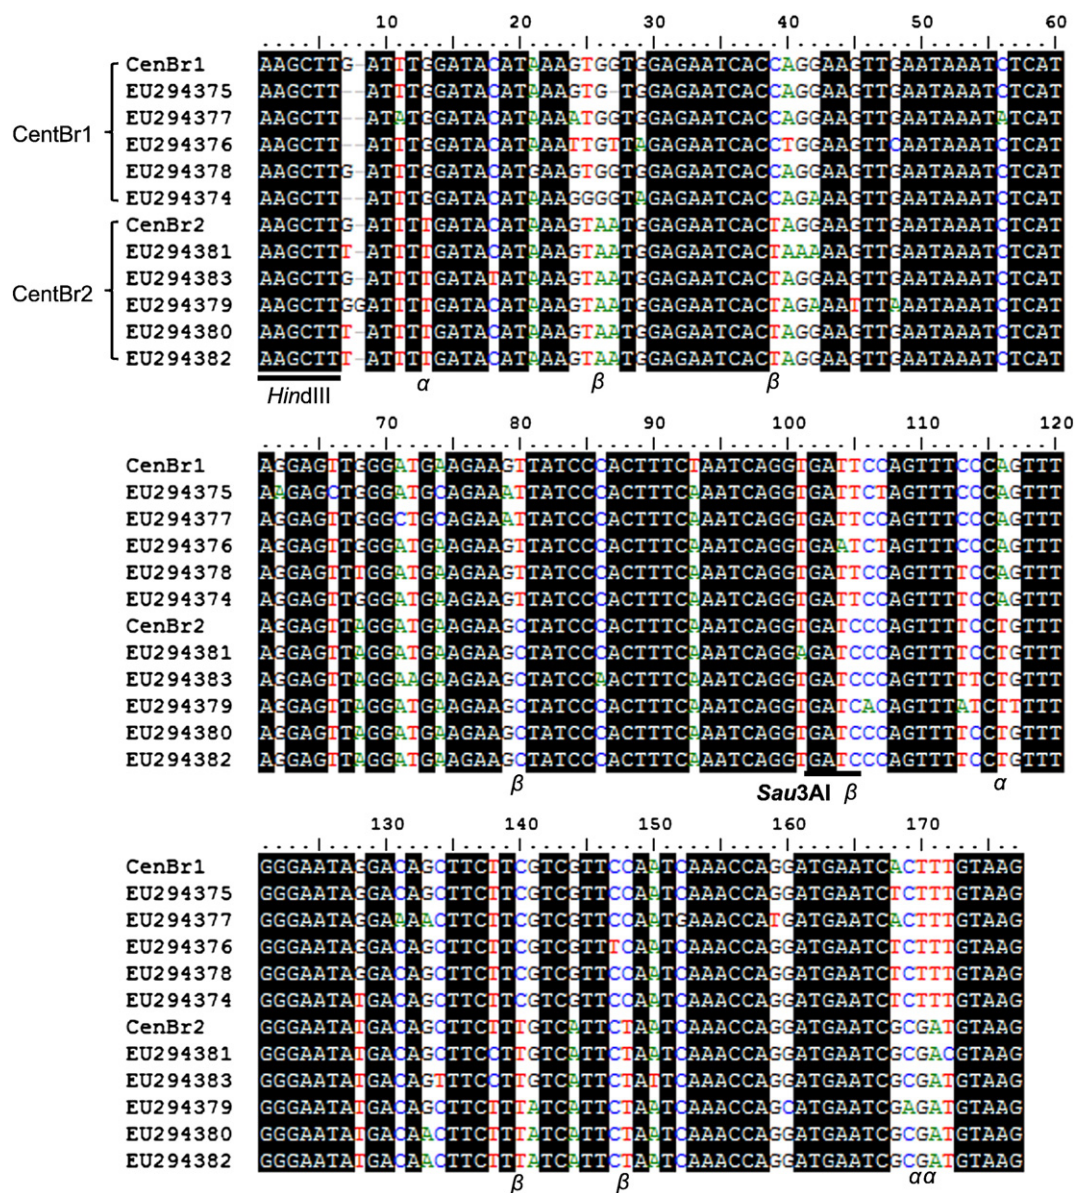 10 20 30 40 50 60
CenBr1 AAGCTTG-ATTTGGATACATAAAGTGGTGGAGAATCACCAGGAAGTTGAATAAATCTCAT
EU294375 AAGCTT--ATTTGGATACATAAAGTG-TGGAGAATCACCAGGAAGTTGAATAAATCTCAT
EU294377 AAGCTT--ATATGGATACATAAAATGGTGGAGAATCACCAGGAAGTTGAATAAATATCAT
CentBr1
EU294376 AAGCTT--ATTTGGATACATAAATTGTTAGAGAATCACCTGGAAGTTCAATAAATCTCAT
EU294378 AAGCTTG-ATTTGGATACATGAAGTGGTGGAGAATCACCAGGAAGTTGAATAAATCTCAT
EU294374 AAGCTT--ATTTGGATACATAAAGGGGTAGAGAATCACCAGAAAGTTGAATAAATCTCAT
CenBr2 AAGCTTG-ATTTTGATACATAAAGTAATGGAGAATCACTAGGAAGTTGAATAAATCTCAT
EU294381 AAGCTTT-ATTTTGATACATAAAGTAATGGAGAATCACTAAAAAGTTGAATAAATCTCAT
EU294383 AAGCTTG-ATTTTGATATATAAAGTAATGGAGAATCACTAGGAAGTTGAATAAATCTCAT
CentBr2
EU294379 AAGCTTGGATTTTGATACATAAAGTAATGGAGAATCACTAGAAATTTAAATAAATCTCAT
EU294380 AAGCTTT-ATTTTGATACATAAAGTAATGGAGAATCACTAGGAAGTTGAATAAATCTCAT
EU294382 AAGCTTT-ATTTTGATACATAAAGTAATGGAGAATCACTAGGAAGTTGAATAAATCTCAT
HindIII α β β
70 80 90 100 110 120
CenBr1 AGGAGTTGGGATGAAGAAGTTATCCCACTTTCTAATCAGGTGATTCCAGTTTCCCAGTTT
EU294375 AAGAGCTGGGATGCAGAAATTATCCCACTTTCAAATCAGGTGATTCTAGTTTCCCAGTTT
EU294377 AGGAGTTGGGCTGCAGAAATTATCCCACTTTCAAATCAGGTGATTCCAGTTTCCCAGTTT
EU294376 AGGAGTTGGGATGAAGAAGTTATCCCACTTTCAAATCAGGTGAATCTAGTTTCCCAGTTT
EU294378 AGGAGTTTGGATGAAGAAGTTATCCCACTTTCAAATCAGGTGATTCCAGTTTTCCAGTTT
EU294374 AGGAGTTGGGATGAAGAAGTTATCCCACTTTCAAATCAGGTGATTCCAGTTTTCCAGTTT
CenBr2 AGGAGTTAGGATGAAGAAGCTATCCCACTTTCAAATCAGGTGATCCCAGTTTTCCTGTTT
EU294381 AGGAGTTAGGATGAAGAAGCTATCCCACTTTCAAATCAGGAGATCCCAGTTTTCCTGTTT
EU294383 AGGAGTTAGGAAGAAGAAGCTATCCAACTTTCAAATCAGGTGATCCCAGTTTTTCTGTTT
EU294379 AGGAGTTAGGATGAAGAAGCTATCCCACTTTCAAATCAGGTGATCACAGTTTATCTTTTT
EU294380 AGGAGTTAGGATGAAGAAGCTATCCCACTTTCAAATCAGGTGATCCCAGTTTTCCTGTTT
EU294382 AGGAGTTAGGATGAAGAAGCTATCCCACTTTCAAATCAGGTGATCCCAGTTTTCCTGTTT
β Sau3AI β α
130 140 150 160 170
CenBr1 GGGAATAGGACAGCTTCTTCGTCGTTCCAATCAAACCAGGATGAATCACTTTGTAAG
EU294375 GGGAATAGGACAGCTTCTTCGTCGTTCCAATCAAACCAGGATGAATCTCTTTGTAAG
EU294377 GGGAATAGGAAAACTTCTTCGTCGTTCCAATGAAACCATGATGAATCACTTTGTAAG
EU294376 GGGAATAGGACAGCTTCTTCGTCGTTTCAATCAAACCAGGATGAATCTCTTTGTAAG
EU294378 GGGAATAGGACAGCTTCTTCGTCGTTCCAATCAAACCAGGATGAATCTCTTTGTAAG
EU294374 GGGAATATGACAGCTTCTTCGTCGTTCCAATCAAACCAGGATGAATCTCTTTGTAAG
CenBr2 GGGAATATGACAGCTTCTTTGTCATTCTAATCAAACCAGGATGAATCGCGATGTAAG
EU294381 GGGAATATGACAGCTTCCTTGTCATTCTAATCAAACCAGGATGAATCGCGACGTAAG
EU294383 GGGAATATGACAGTTTCCTTGTCATTCTATTCAAACCAGGATGAATCGCGATGTAAG
EU294379 GGGAATATGACAGCTTCTTTATCATTCTAATCAAACCAGCATGAATCGAGATGTAAG
EU294380 GGGAATATGACAACTTCTTTATCATTCTAATCAAACCAGGATGAATCGCGATGTAAG
EU294382 GGGAATATGACAACTTCTTTATCATTCTAATCAAACCAGGATGAATCGCGATGTAAG
β β αα